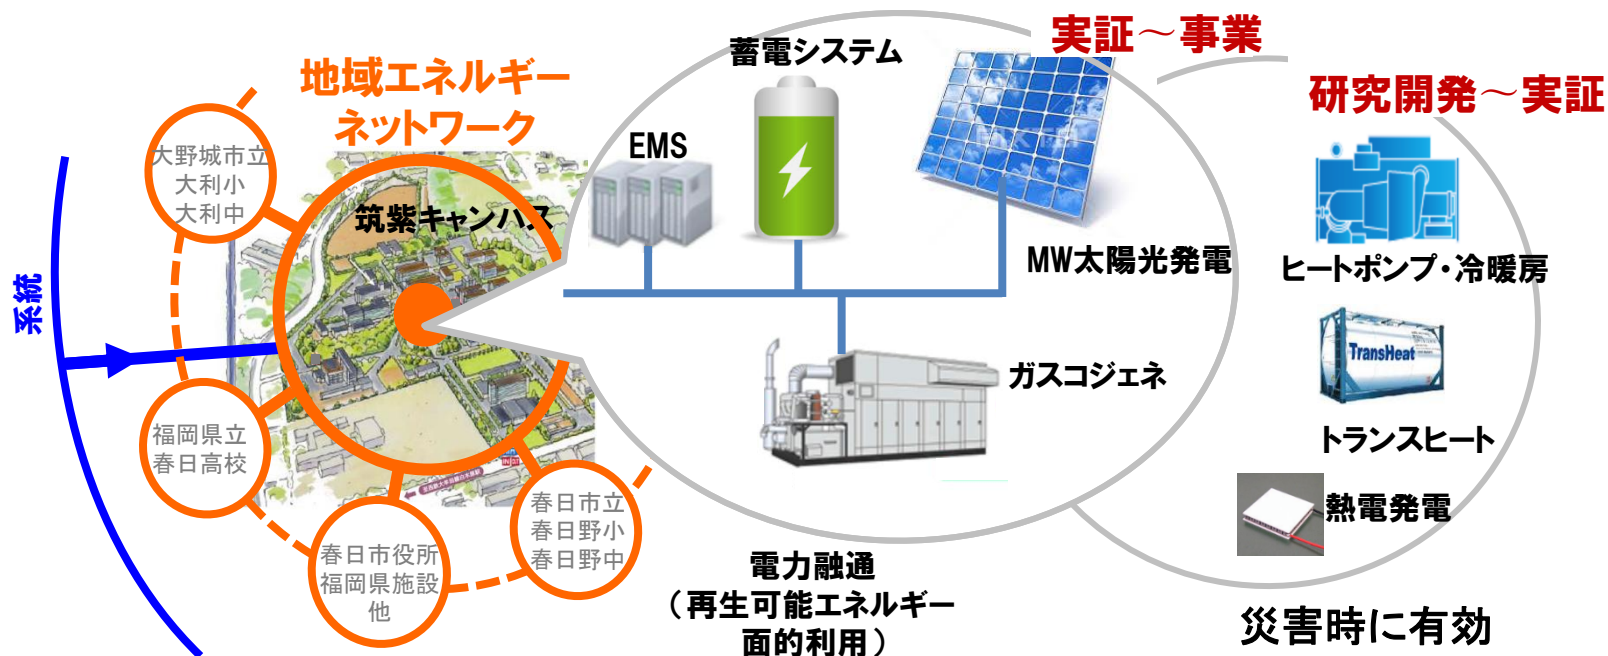 地域エネルギー
ネットワーク
大野城市立
大利小
大利中
筑紫キャンパス
系統
福岡県立
春日高校
春日市役所
福岡県施設
他
春日市立
春日野小
春日野中
蓄電システム
EMS
実証～事業
MW太陽光発電
ガスコジェネ
電力融通
（再生可能エネルギー
面的利用）
研究開発～実証
ヒートポンプ・冷暖房
TransHeat
トランスヒート
熱電発電
災害時に有効